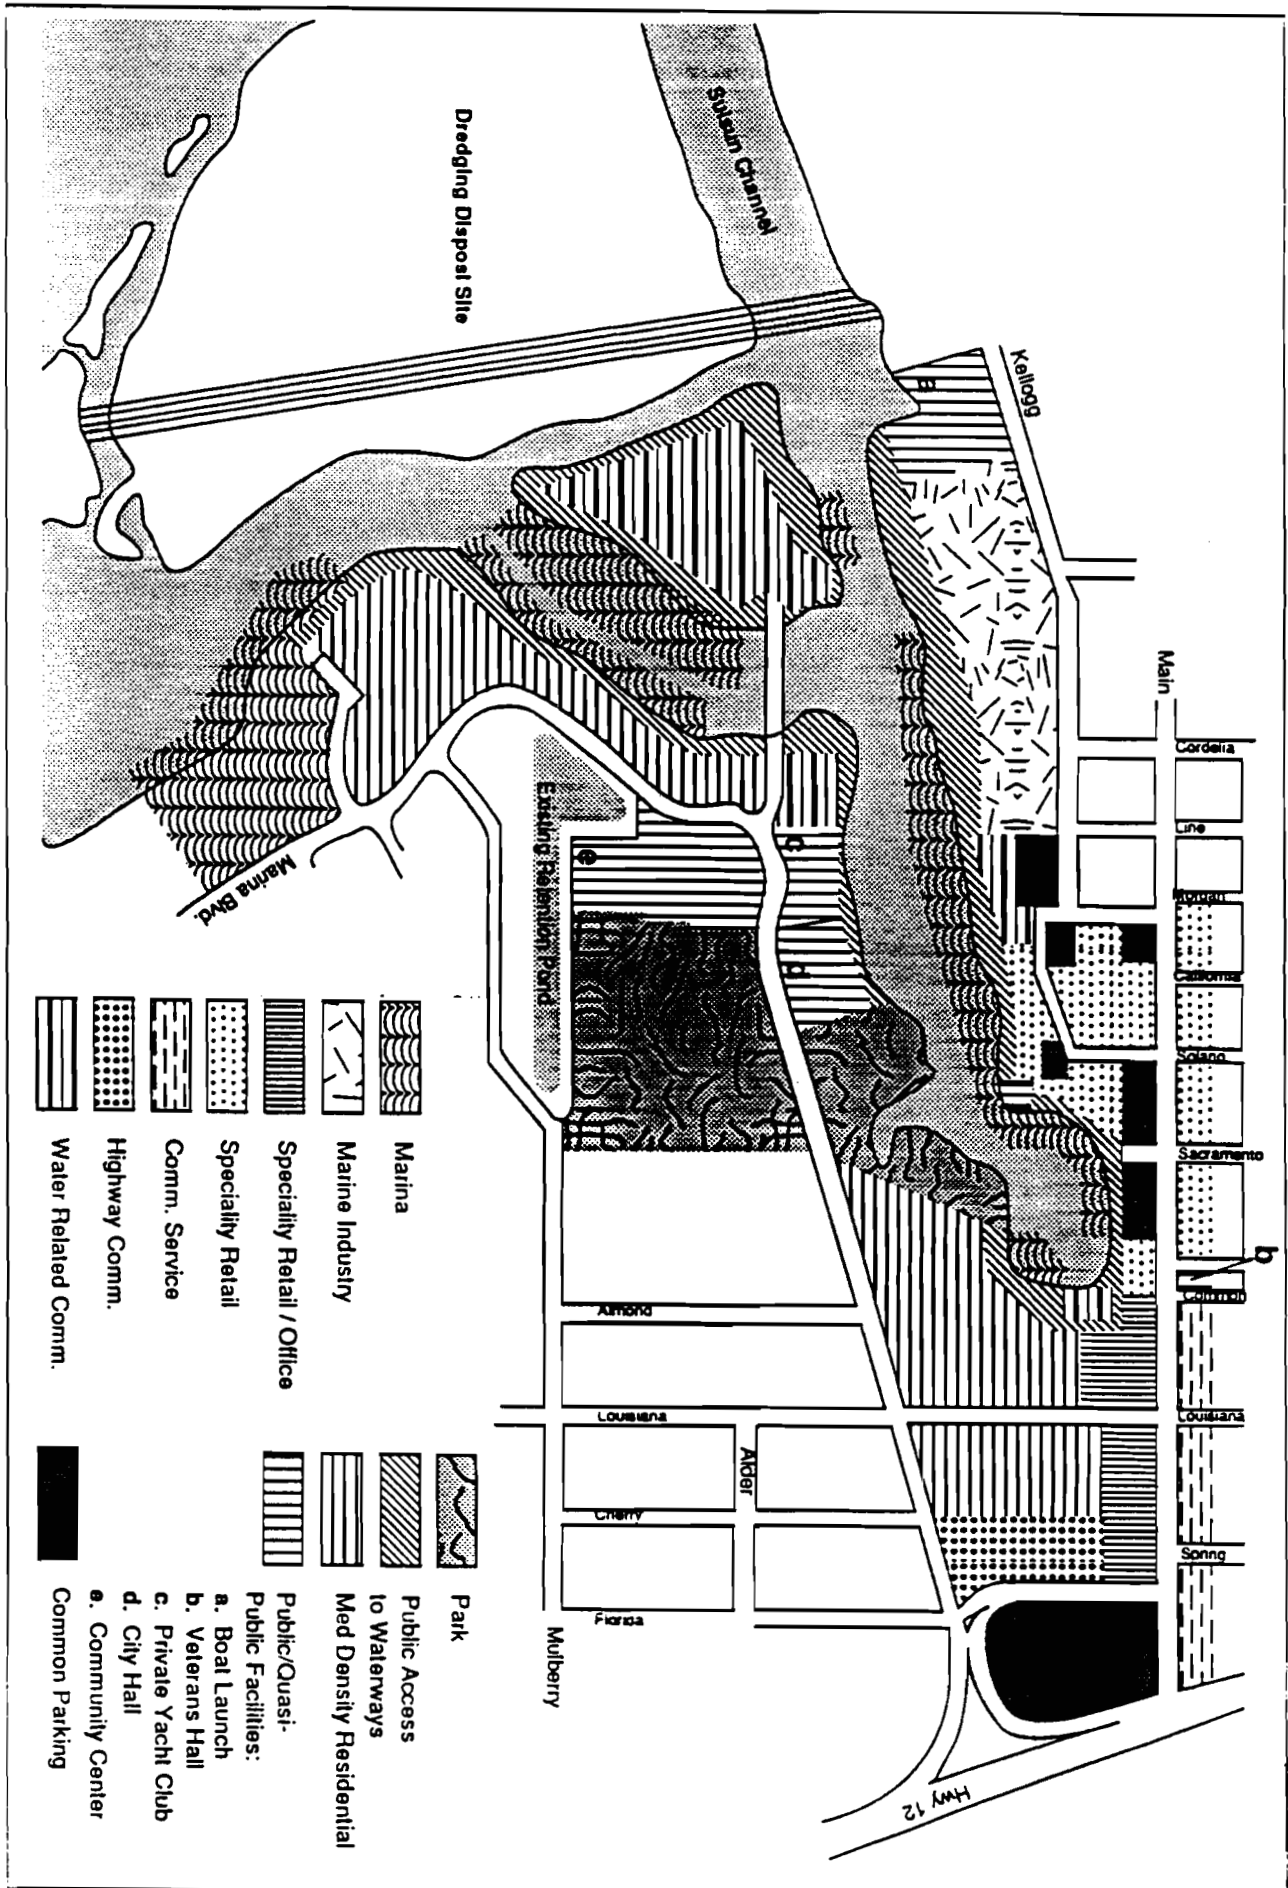 Suisun Channel
Dredging Disposl Site
Kellogg
a
Main
Cordelia
Line
Morgan
California
Solano
Sacramento
b
Common
Louisiana
Spring
Hwy 12
c
d
e
Existing Retention Pond
Marina Blvd.
Almond
Louisiana
Alder
Cherry
Florida
Mulberry
Marina
Marine Industry
Speciality Retail / Office
Speciality Retail
Comm. Service
Highway Comm.
Water Related Comm.
Park
Public Access
to Waterways
Med Density Residential
Public/Quasi-
Public Facilities:
a. Boat Launch
b. Veterans Hall
c. Private Yacht Club
d. City Hall
e. Community Center
Common Parking